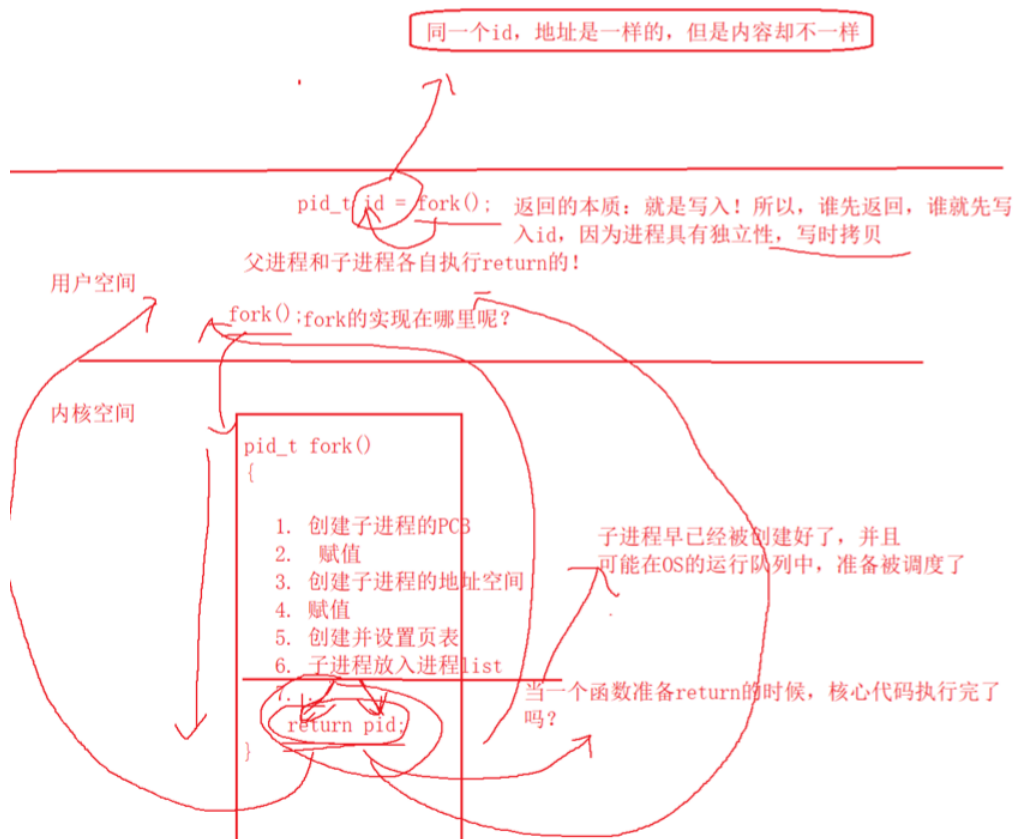 同一个id，地址是一样的，但是内容却不一样
pid_t id = fork();
返回的本质：就是写入！所以，谁先返回，谁就先写
入id，因为进程具有独立性，写时拷贝
父进程和子进程各自执行return的！
用户空间
fork();fork的实现在哪里呢？
内核空间
pid_t fork()
{
1. 创建子进程的PCB
2. 赋值
3. 创建子进程的地址空间
4. 赋值
5. 创建并设置页表
6. 子进程放入进程list
7.
return pid;
}
子进程早已经被创建好了，并且
可能在OS的运行队列中，准备被调度了
当一个函数准备return的时候，核心代码执行完了
吗？